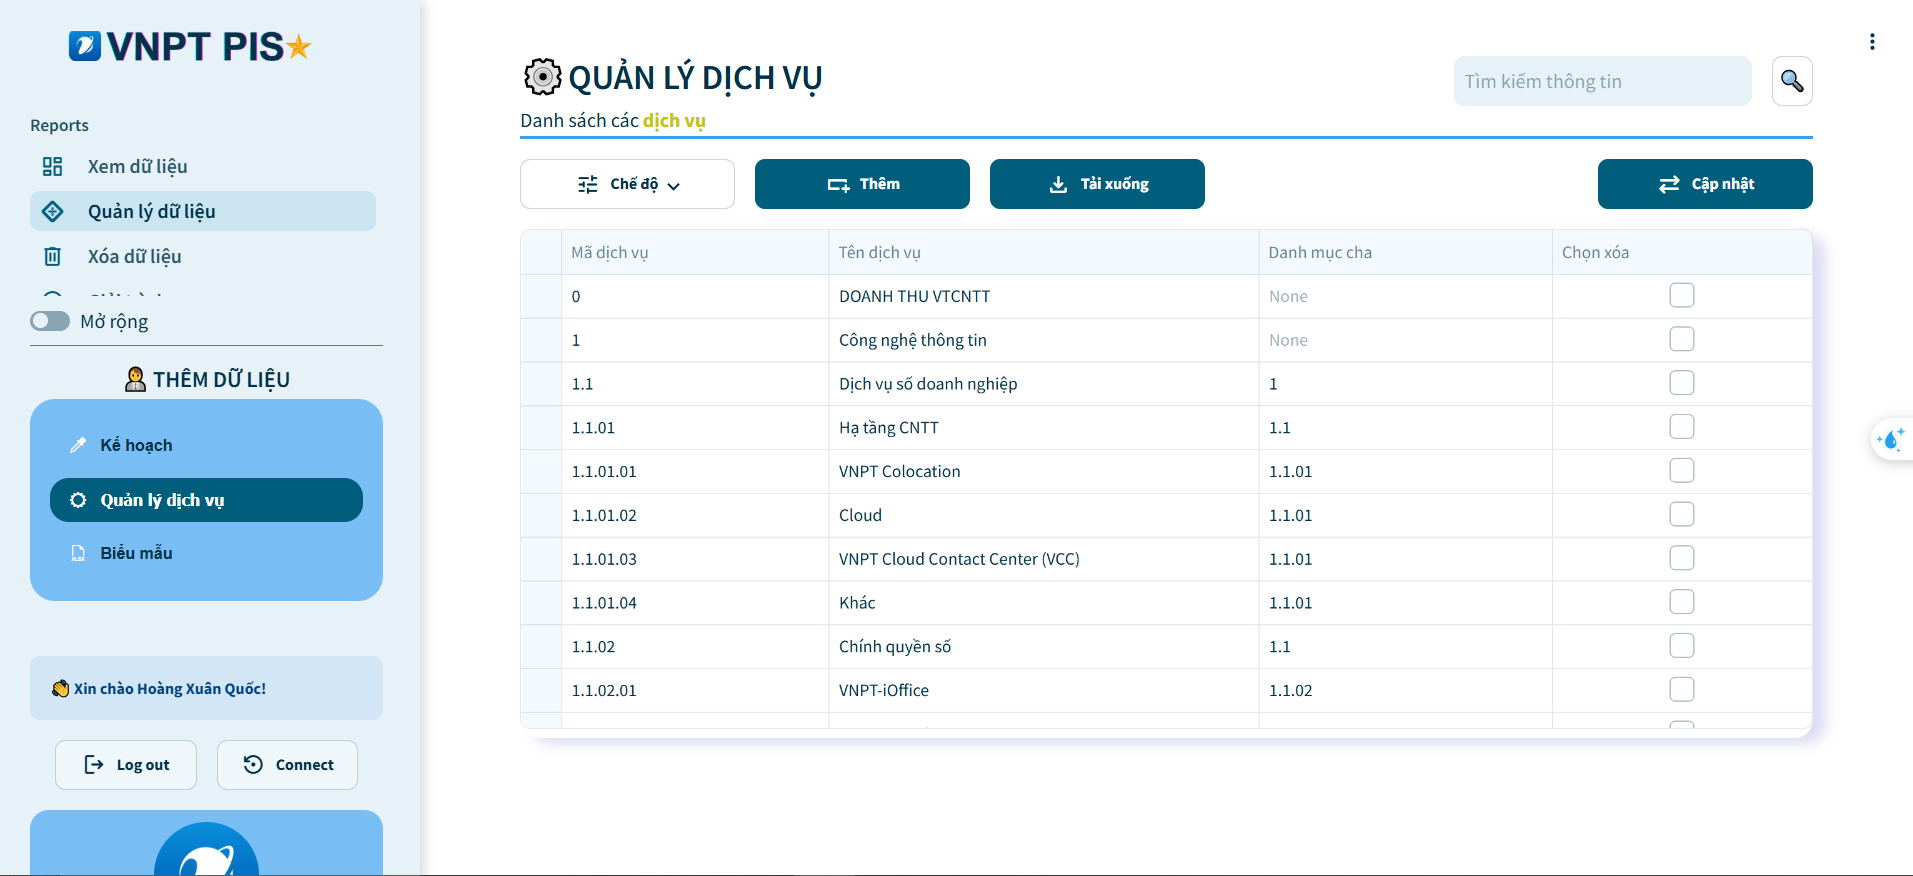 VNPT PIS
Reports
Xem dữ liệu
Quản lý dữ liệu
Xóa dữ liệu
Mở rộng
THÊM DỮ LIỆU
Kế hoạch
Quản lý dịch vụ
XLSX Biểu mẫu
Xin chào Hoàng Xuân Quốc!
Log out Connect
QUẢN LÝ DỊCH VỤ
Tìm kiếm thông tin
Danh sách các dịch vụ
Chế độ Thêm Tải xuống Cập nhật
Mã dịch vụ Tên dịch vụ Danh mục cha Chọn xóa
0 DOANH THU VTCNTT None
1 Công nghệ thông tin None
1.1 Dịch vụ số doanh nghiệp 1
1.1.01 Hạ tầng CNTT 1.1
1.1.01.01 VNPT Colocation 1.1.01
1.1.01.02 Cloud 1.1.01
1.1.01.03 VNPT Cloud Contact Center (VCC) 1.1.01
1.1.01.04 Khác 1.1.01
1.1.02 Chính quyền số 1.1
1.1.02.01 VNPT-iOffice 1.1.02